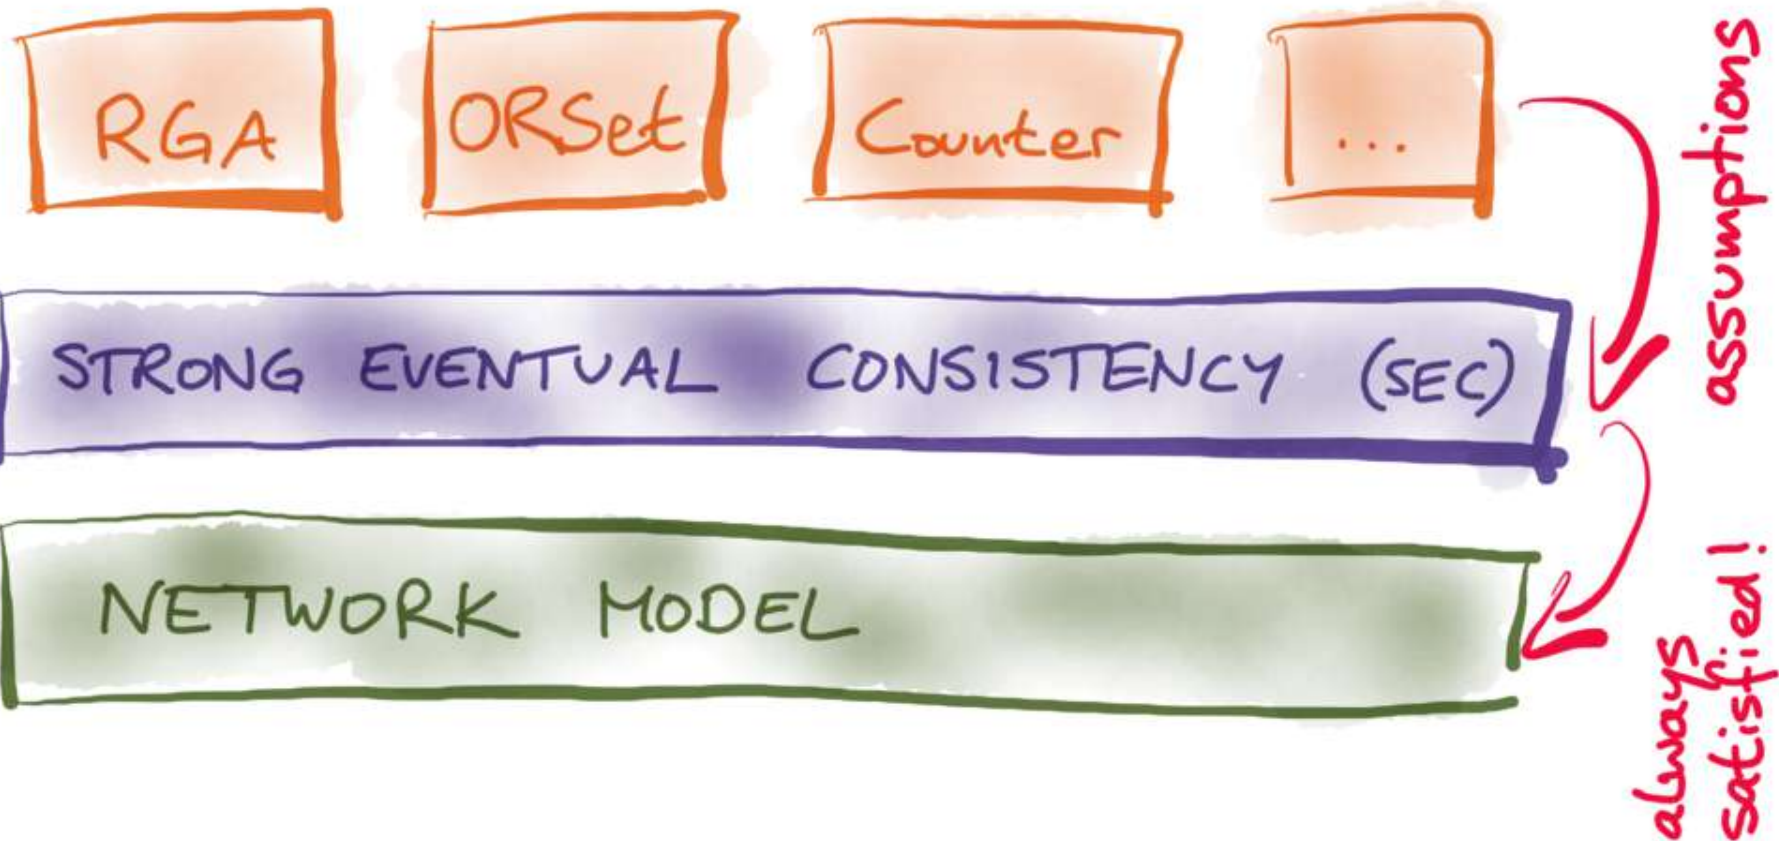 RGA
ORSet
Counter
...
assumptions
STRONG EVENTUAL CONSISTENCY (SEC)
NETWORK MODEL
always
satisfied!